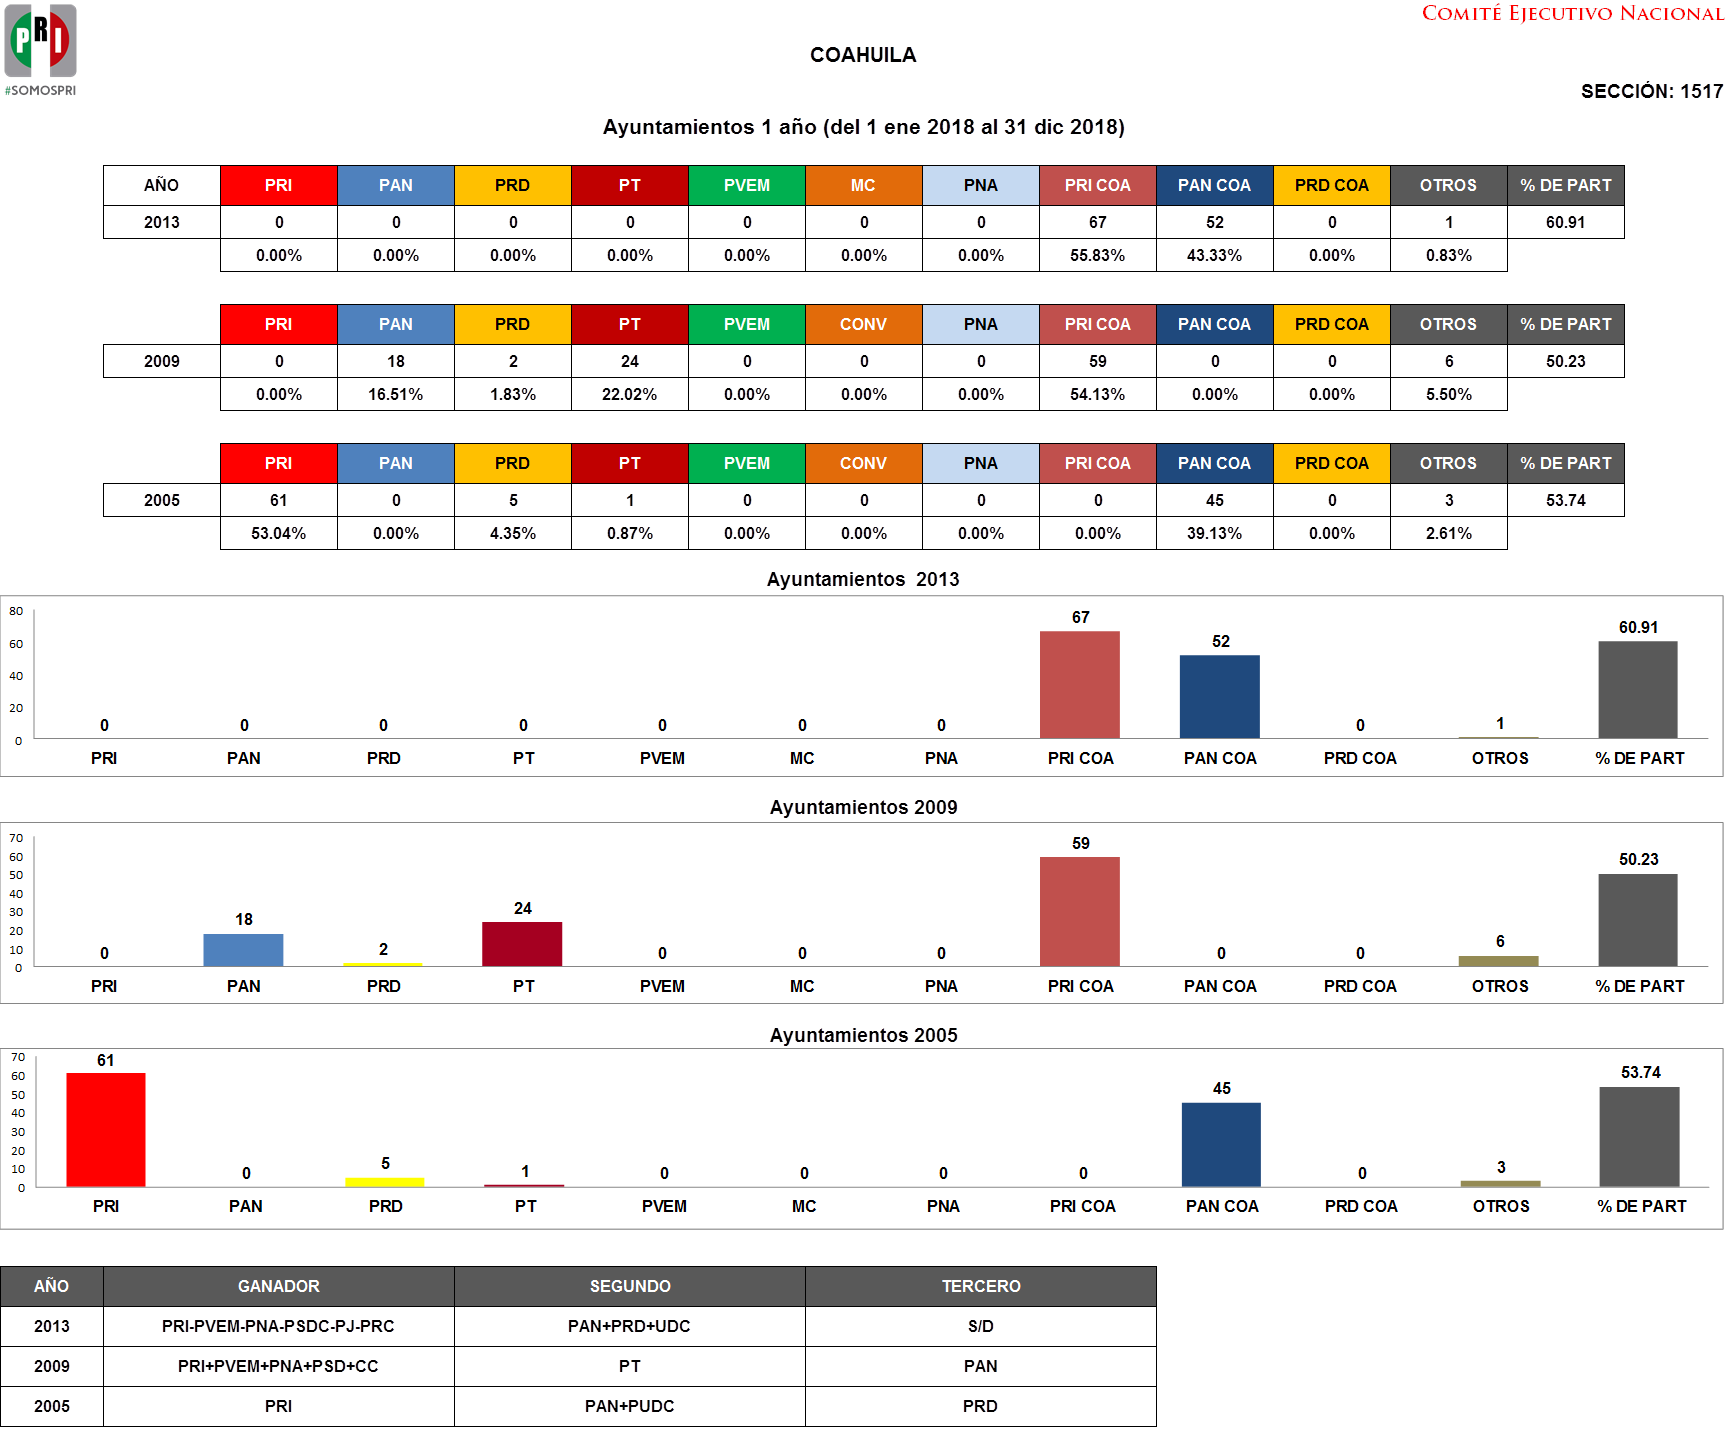 PRI
#SOMOSPRI
COMITÉ EJECUTIVO NACIONAL
COAHUILA
SECCIÓN: 1517
Ayuntamientos 1 año (del 1 ene 2018 al 31 dic 2018)
AÑO PRI PAN PRD PT PVEM MC PNA PRI COA PAN COA PRD COA OTROS % DE PART
2013 0 0 0 0 0 0 0 67 52 0 1 60.91
0.00% 0.00% 0.00% 0.00% 0.00% 0.00% 0.00% 55.83% 43.33% 0.00% 0.83%
PRI PAN PRD PT PVEM CONV PNA PRI COA PAN COA PRD COA OTROS % DE PART
2009 0 18 2 24 0 0 0 59 0 0 6 50.23
0.00% 16.51% 1.83% 22.02% 0.00% 0.00% 0.00% 54.13% 0.00% 0.00% 5.50%
PRI PAN PRD PT PVEM CONV PNA PRI COA PAN COA PRD COA OTROS % DE PART
2005 61 0 5 1 0 0 0 0 45 0 3 53.74
53.04% 0.00% 4.35% 0.87% 0.00% 0.00% 0.00% 0.00% 39.13% 0.00% 2.61%
Ayuntamientos 2013
80
60
40
20
0
0 0 0 0 0 0 0 67 52 0 1 60.91
PRI PAN PRD PT PVEM MC PNA PRI COA PAN COA PRD COA OTROS % DE PART
Ayuntamientos 2009
70
60
50
40
30
20
10
0
0 18 2 24 0 0 0 59 0 0 6 50.23
PRI PAN PRD PT PVEM MC PNA PRI COA PAN COA PRD COA OTROS % DE PART
Ayuntamientos 2005
70
60
50
40
30
20
10
0
61 0 5 1 0 0 0 0 45 0 3 53.74
PRI PAN PRD PT PVEM MC PNA PRI COA PAN COA PRD COA OTROS % DE PART
AÑO GANADOR SEGUNDO TERCERO
2013 PRI-PVEM-PNA-PSDC-PJ-PRC PAN+PRD+UDC S/D
2009 PRI+PVEM+PNA+PSD+CC PT PAN
2005 PRI PAN+PUDC PRD